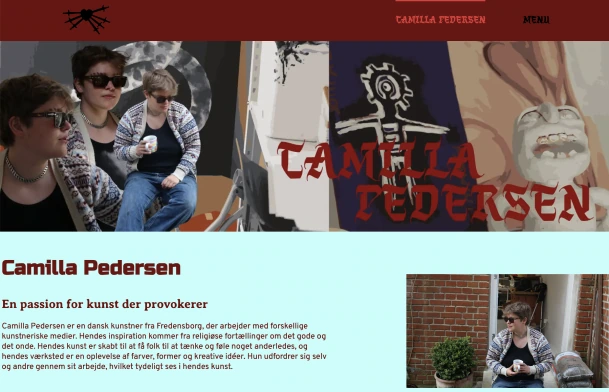 CAMILLA PEDERSEN MENU
CAMILLA
PEDERSEN
Camilla Pedersen
En passion for kunst der provokerer
Camilla Pedersen er en dansk kunstner fra Fredensborg, der arbejder med forskellige
kunstneriske medier. Hendes inspiration kommer fra religiøse fortællinger om det gode og
det onde. Hendes kunst er skabt til at få folk til at tænke og føle noget anderledes, og
hendes værksted er en oplevelse af farver, former og kreative idéer. Hun udfordrer sig selv
og andre gennem sit arbejde, hvilket tydeligt ses i hendes kunst.